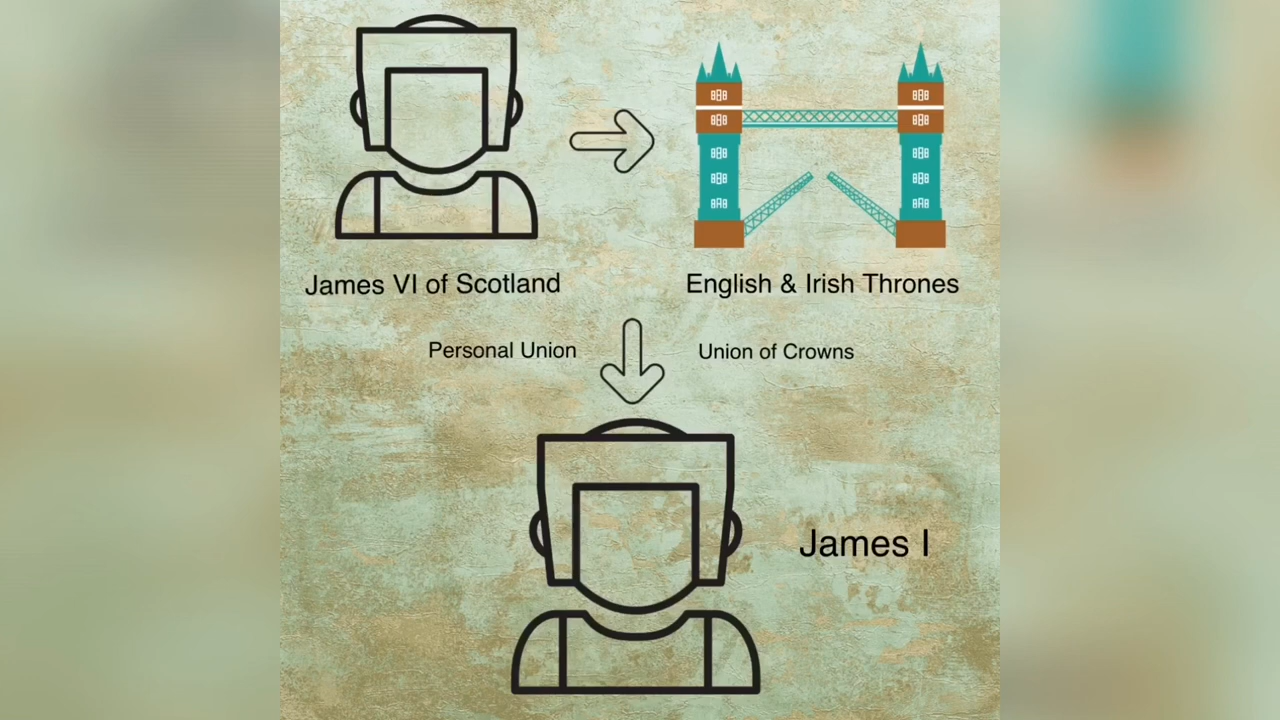 James VI of Scotland
English & Irish Thrones
Personal Union
Union of Crowns
James I